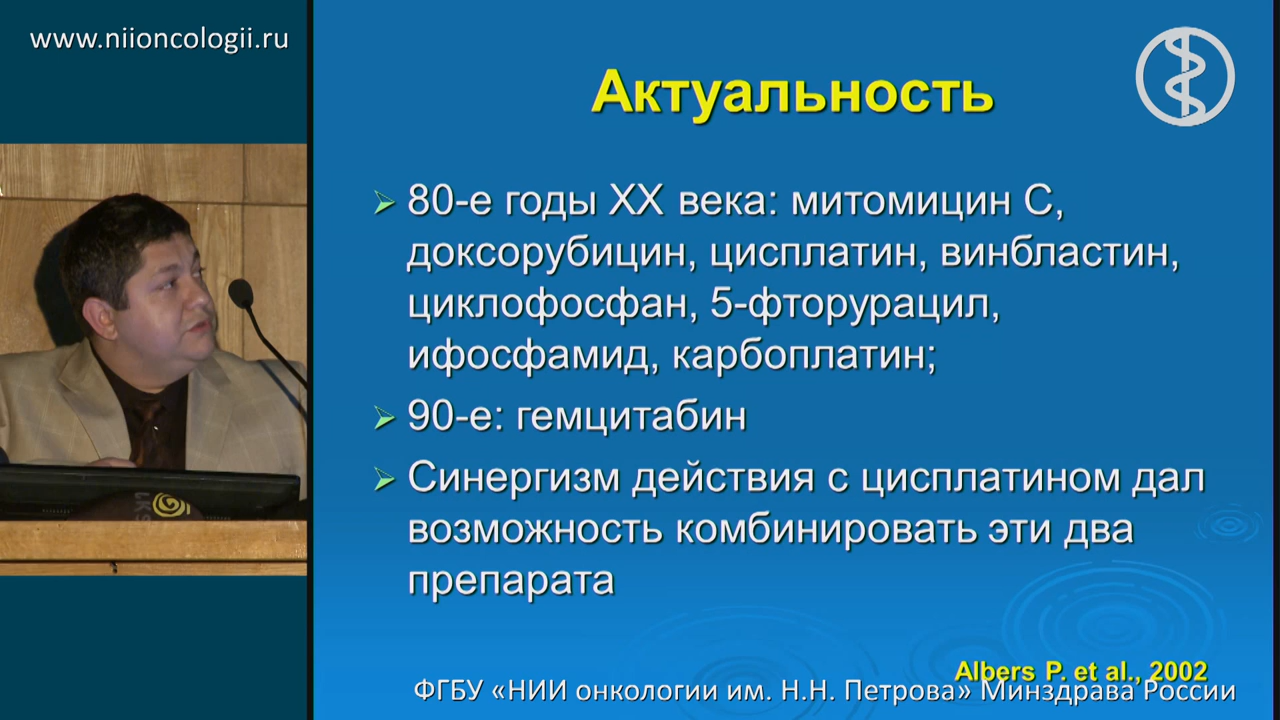 www.niioncologii.ru
Актуальность
80-е годы XX века: митомицин С,
доксорубицин, цисплатин, винбластин,
циклофосфан, 5-фторурацил,
ифосфамид, карбоплатин;
90-е: гемцитабин
Синергизм действия с цисплатином дал
возможность комбинировать эти два
препарата
Albers P. et al., 2002
ФГБУ «НИИ онкологии им. Н.Н. Петрова» Минздрава России